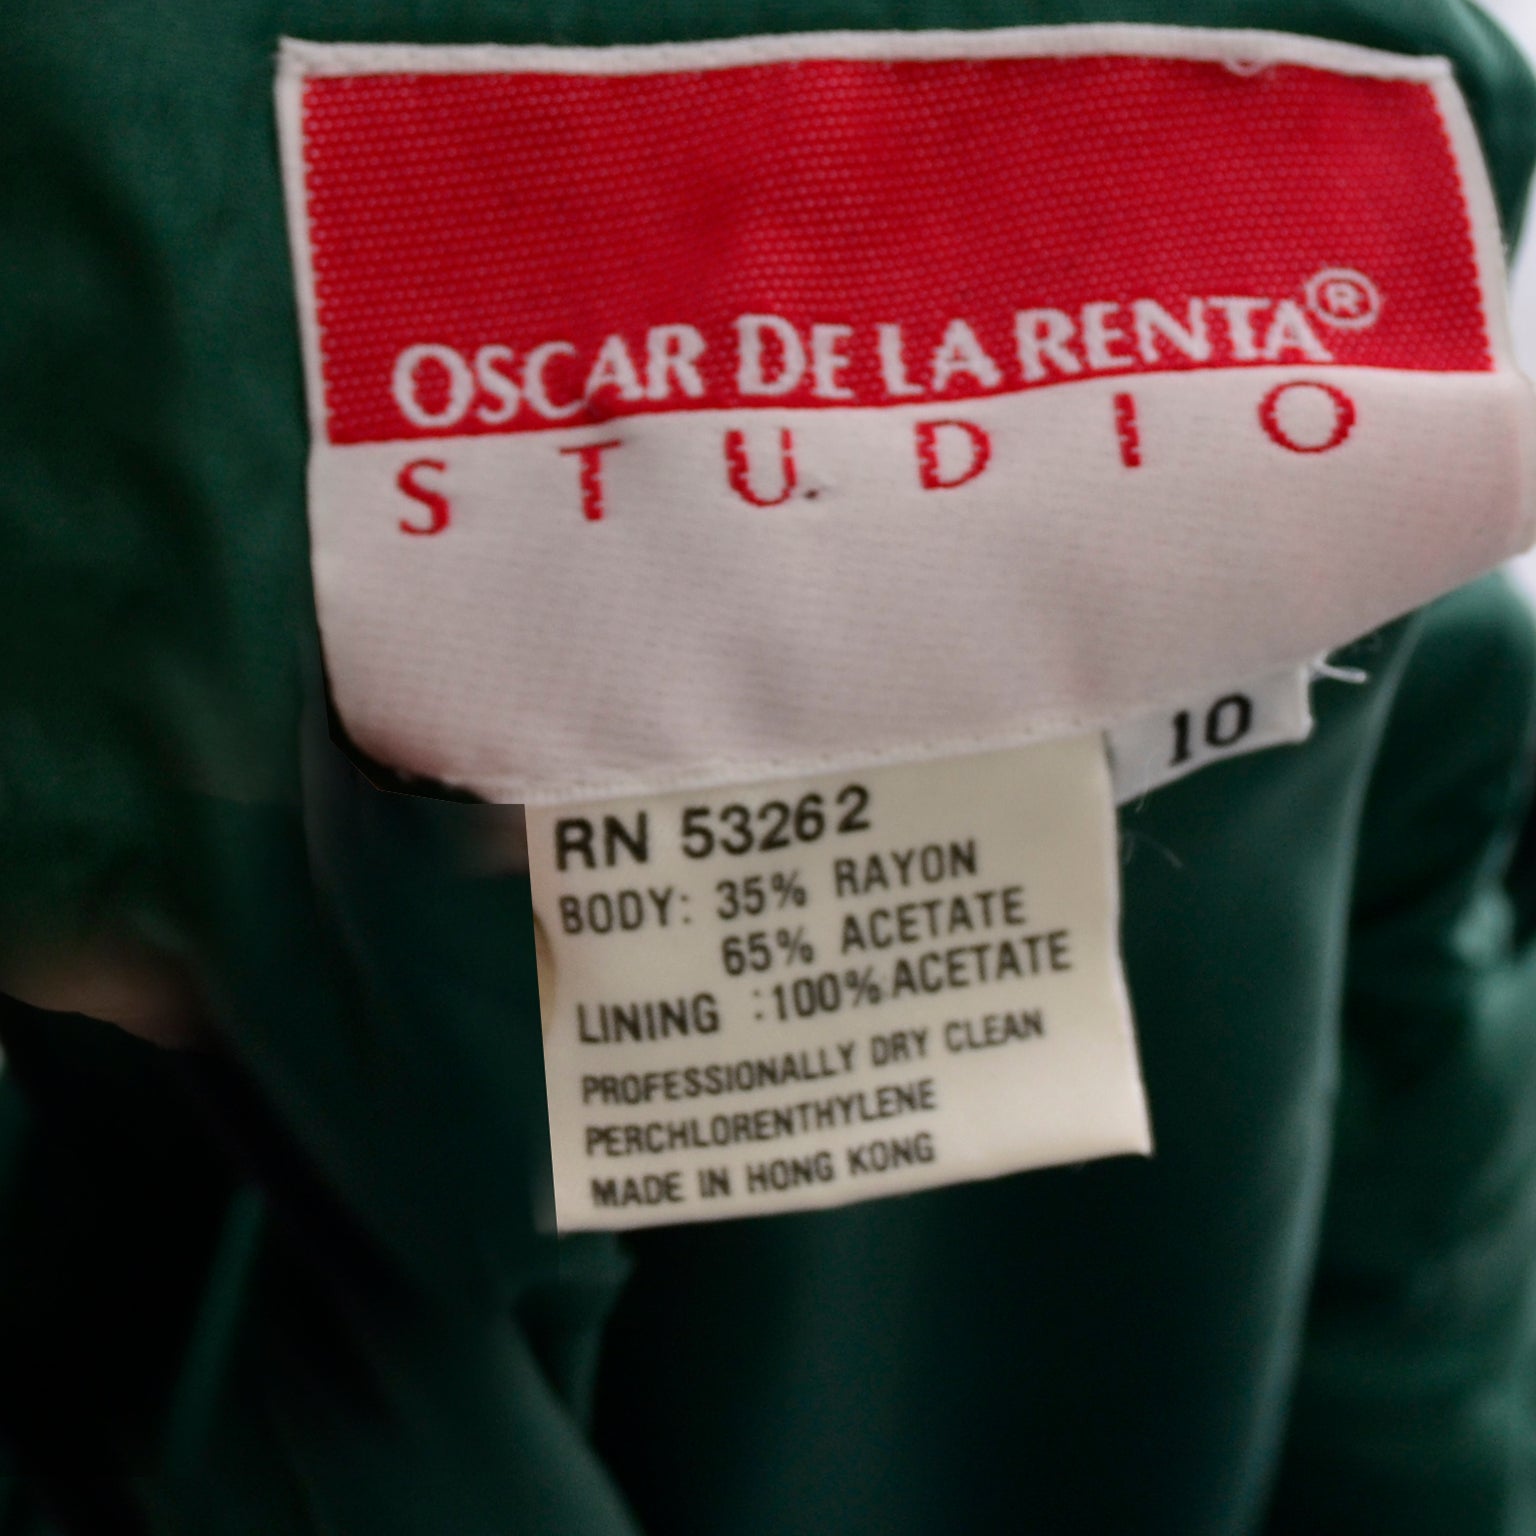 OSCAR DE LA RENTA®
STUDIO
10
RN 53262
BODY: 35% RAYON
65% ACETATE
LINING :100% ACETATE
PROFESSIONALLY DRY CLEAN
PERCHLORENTHYLENE
MADE IN HONG KONG